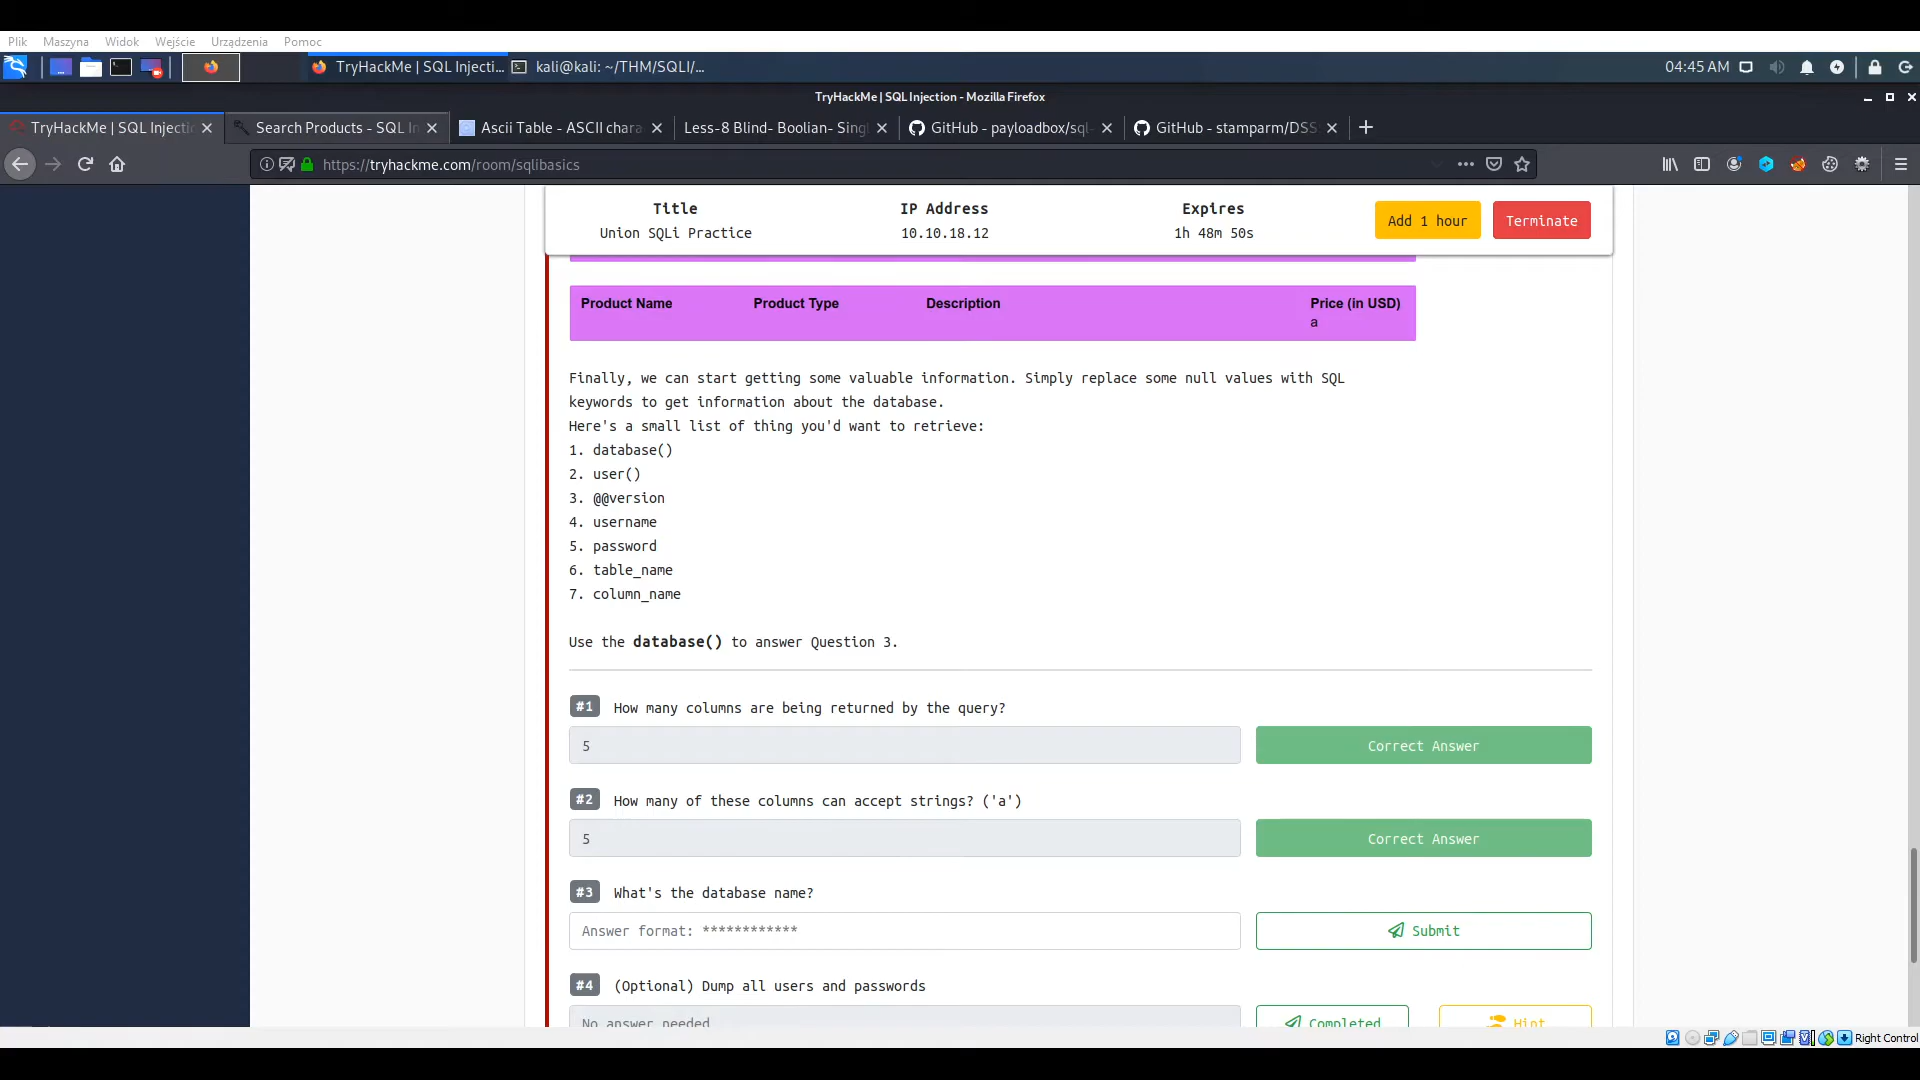 Plik Maszyna Widok Wejście Urządzenia Pomoc
TryHackMe | SQL Injecti... kali@kali: ~/THM/SQLI/... 04:45 AM
TryHackMe | SQL Injection - Mozilla Firefox
TryHackMe | SQL Injectio Search Products - SQL In Ascii Table - ASCII chara Less-8 Blind- Boolian- Sing GitHub - payloadbox/sql- GitHub - stamparm/DSS
https://tryhackme.com/room/sqlibasics
Title IP Address Expires
Union SQLi Practice 10.10.18.12 1h 48m 50s
Add 1 hour Terminate
Product Name Product Type Description Price (in USD)
a
Finally, we can start getting some valuable information. Simply replace some null values with SQL
keywords to get information about the database.
Here's a small list of thing you'd want to retrieve:
1. database()
2. user()
3. @@version
4. username
5. password
6. table_name
7. column_name
Use the database() to answer Question 3.
#1 How many columns are being returned by the query?
5 Correct Answer
#2 How many of these columns can accept strings? ('a')
5 Correct Answer
#3 What's the database name?
Answer format: ************ Submit
#4 (Optional) Dump all users and passwords
No answer needed Completed Hint
Right Control